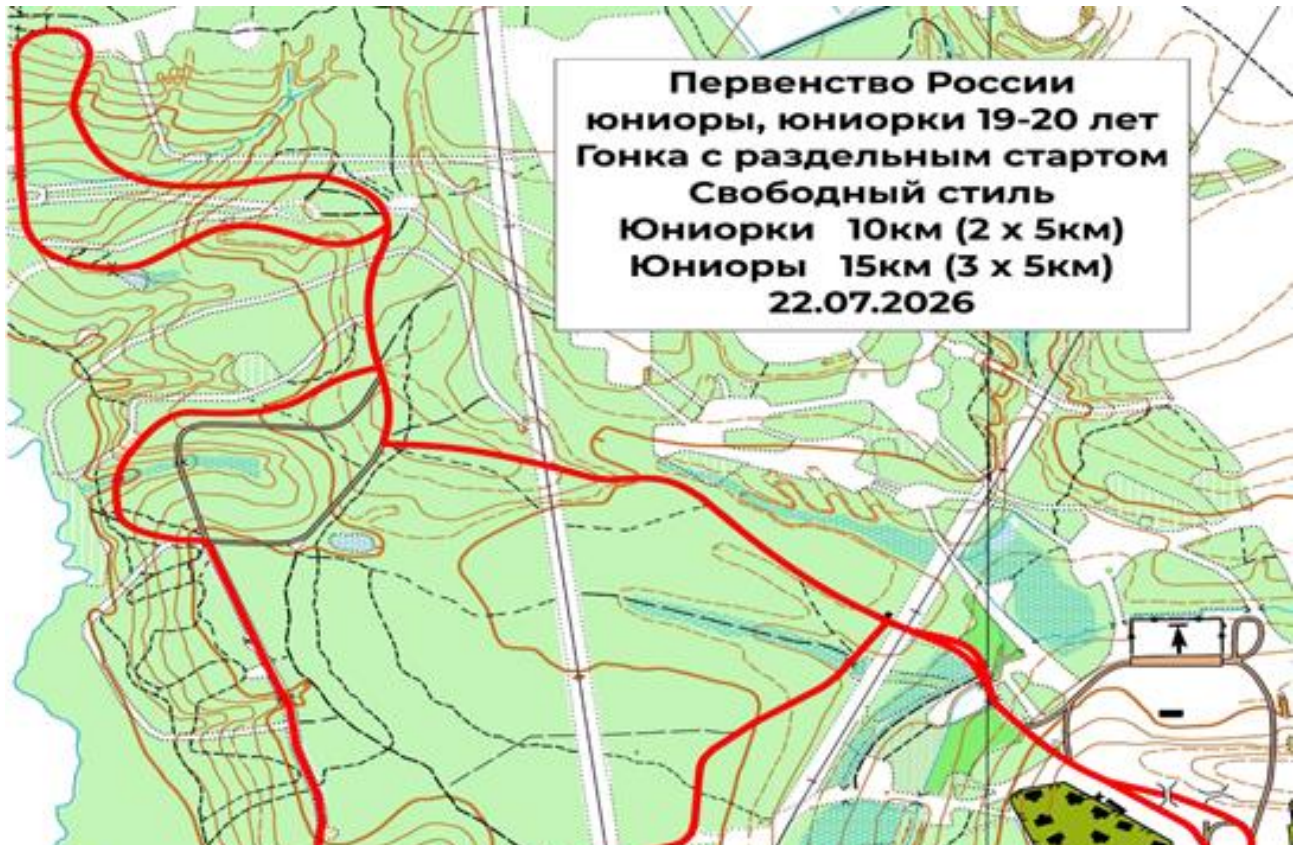 Первенство России
юниоры, юниорки 19-20 лет
Гонка с раздельным стартом
Свободный стиль
Юниорки 10км (2 х 5км)
Юниоры 15км (3 х 5км)
22.07.2026